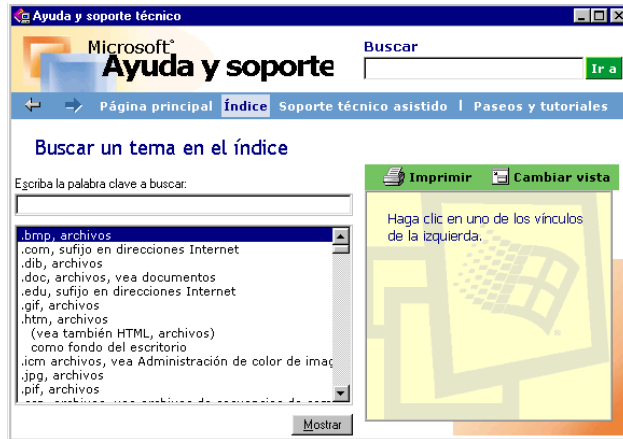 Ayuda y soporte técnico
Microsoft
Ayuda y soporte
Buscar
Ir a
Página principal Índice Soporte técnico asistido | Paseos y tutoriales
Buscar un tema en el índice
Escriba la palabra clave a buscar:
Imprimir Cambiar vista
Haga clic en uno de los vínculos
de la izquierda.
.bmp, archivos
.com, sufijo en direcciones Internet
.dib, archivos
.doc, archivos, vea documentos
.edu, sufijo en direcciones Internet
.gif, archivos
.htm, archivos
(vea también HTML, archivos)
como fondo del escritorio
.icm archivos, vea Administración de color de imag
.jpg, archivos
.pif, archivos
Mostrar